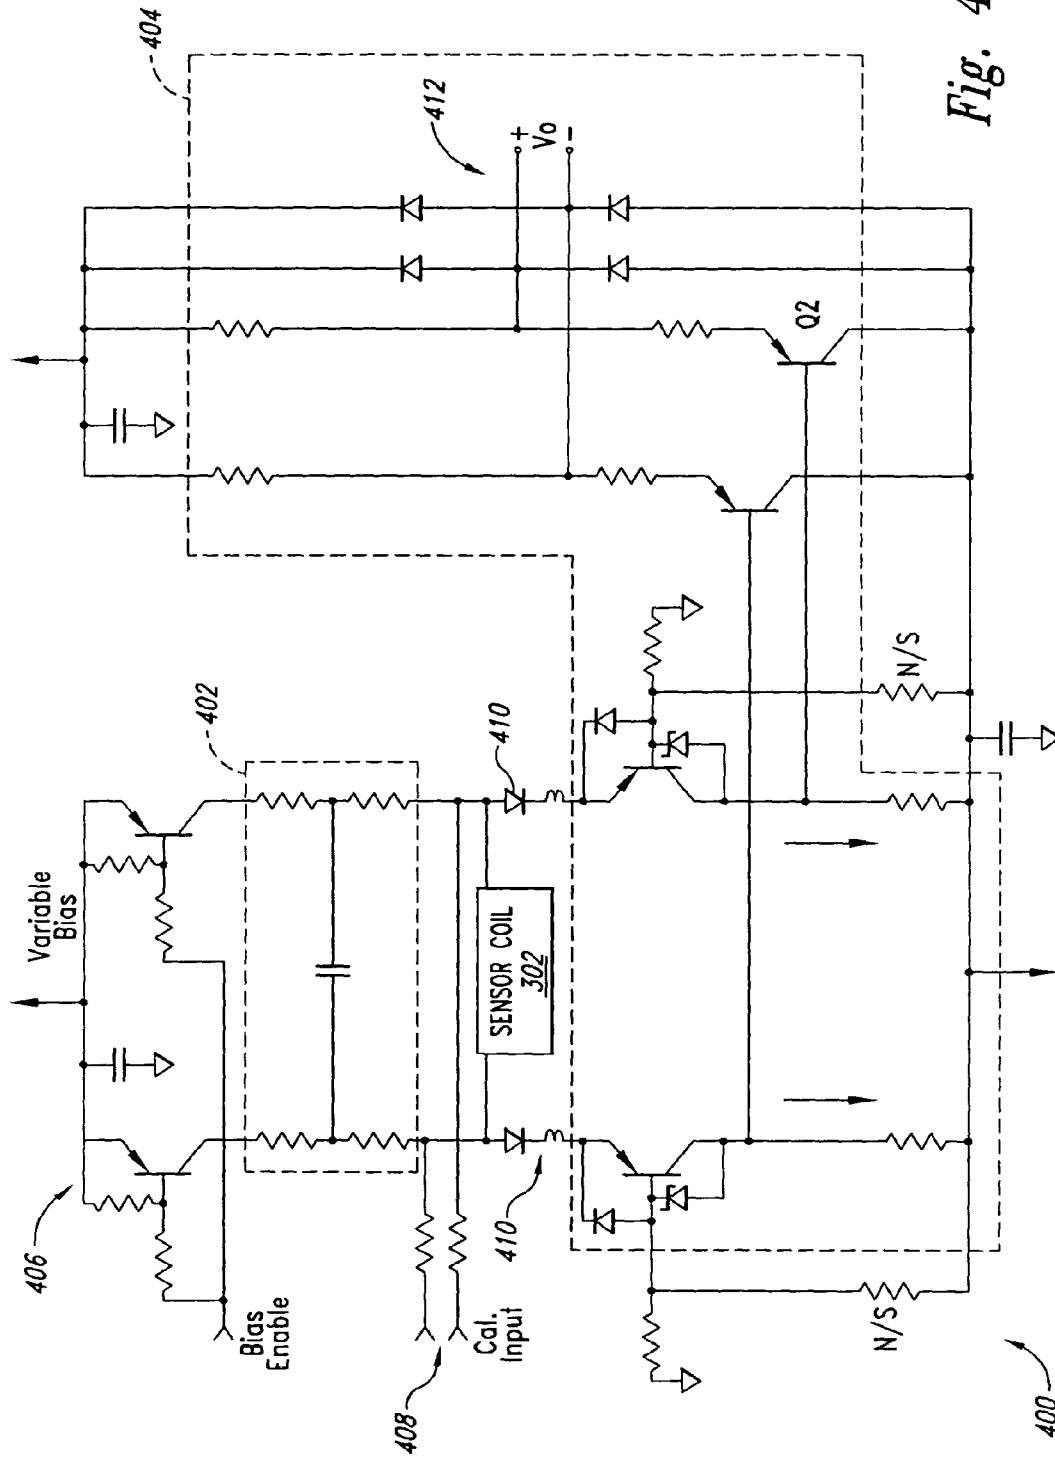 404
412
+
Vo
-
Fig. 4
Q2
402
410
N/S
Variable
Bias
SENSOR COIL
302
406
410
Bias
Enable
Cal.
Input
408
N/S
400